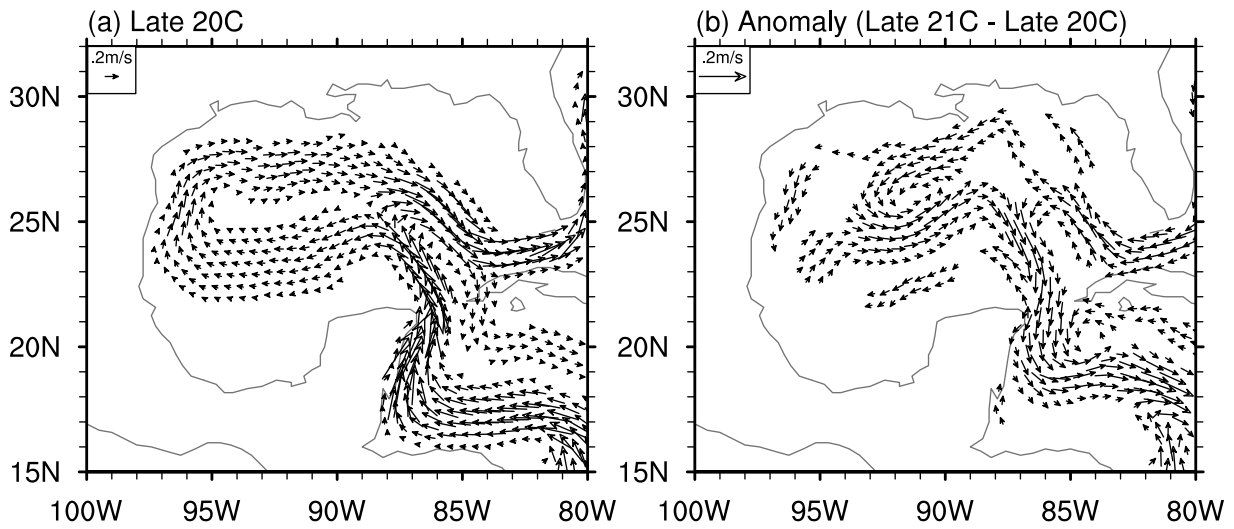 (a) Late 20C
(b) Anomaly (Late 21C - Late 20C)
.2m/s
.2m/s
30N
30N
25N
25N
20N
20N
15N
15N
100W 95W 90W 85W 80W
100W 95W 90W 85W 80W